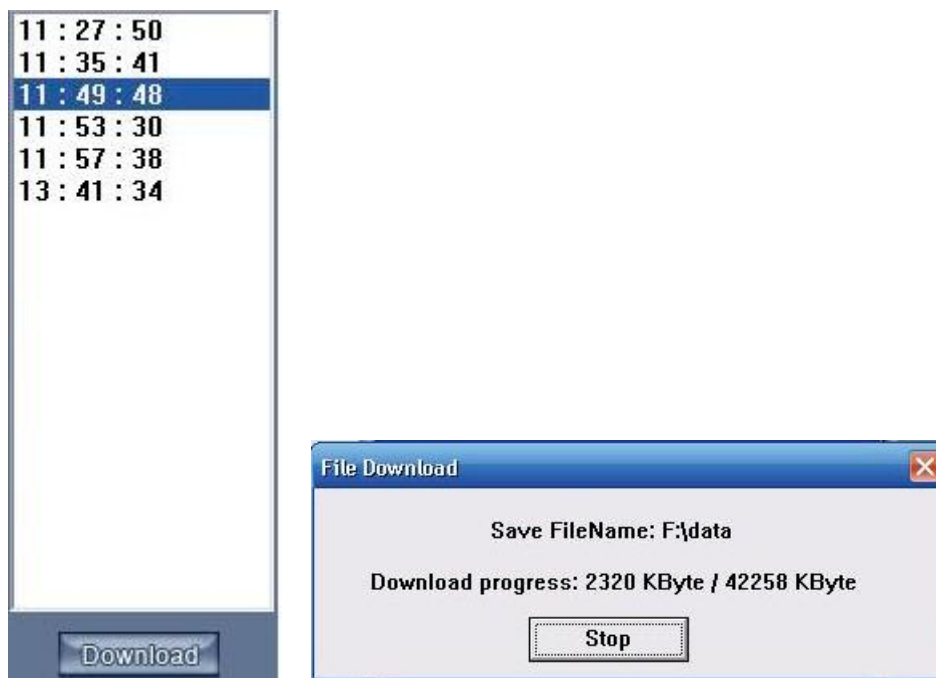 11 : 27 : 50
11 : 35 : 41
11 : 49 : 48
11 : 53 : 30
11 : 57 : 38
13 : 41 : 34
Download
File Download
Save FileName: F:\data
Download progress: 2320 KByte / 42258 KByte
Stop